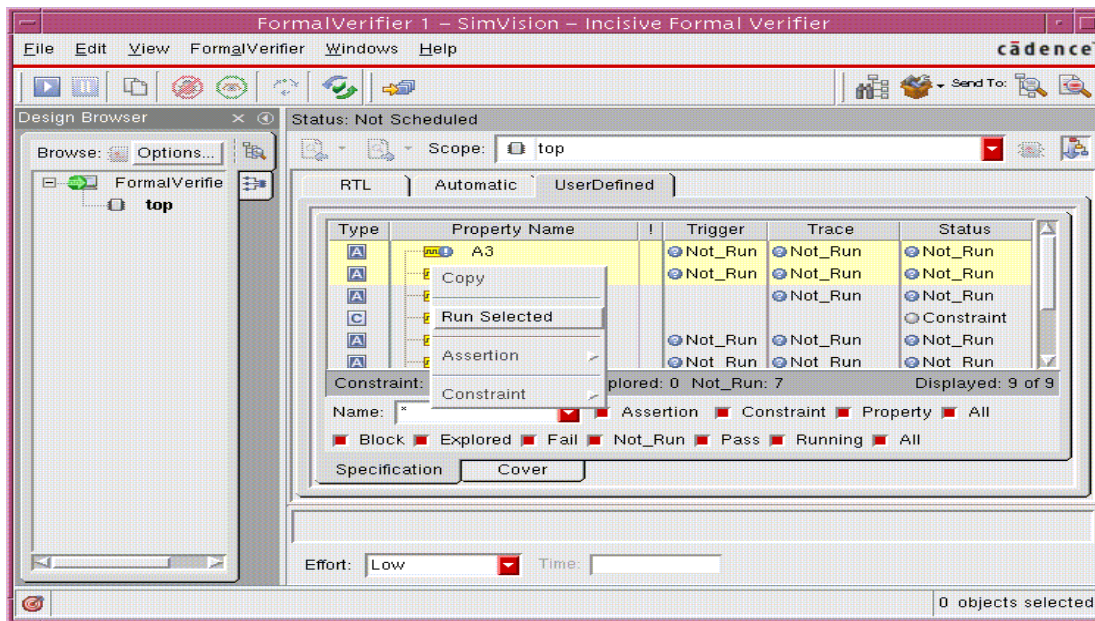 FormalVerifier 1 – SimVision – Incisive Formal Verifier
File Edit View FormalVerifier Windows Help cādence
Send To:
Design Browser
Status: Not Scheduled
Browse: Options...
Scope: top
FormalVerifie
top
RTL Automatic UserDefined
Type Property Name ! Trigger Trace Status
A A3 Not_Run Not_Run Not_Run
A Not_Run Not_Run Not_Run
A Not_Run Not_Run
C Constraint
A Not_Run Not_Run Not_Run
A Not_Run Not_Run Not_Run
Copy
Run Selected
Assertion
Constraint
Constraint: plored: 0 Not_Run: 7 Displayed: 9 of 9
Name: * Assertion Constraint Property All
Block Explored Fail Not_Run Pass Running All
Specification Cover
Effort: Low Time:
0 objects selected